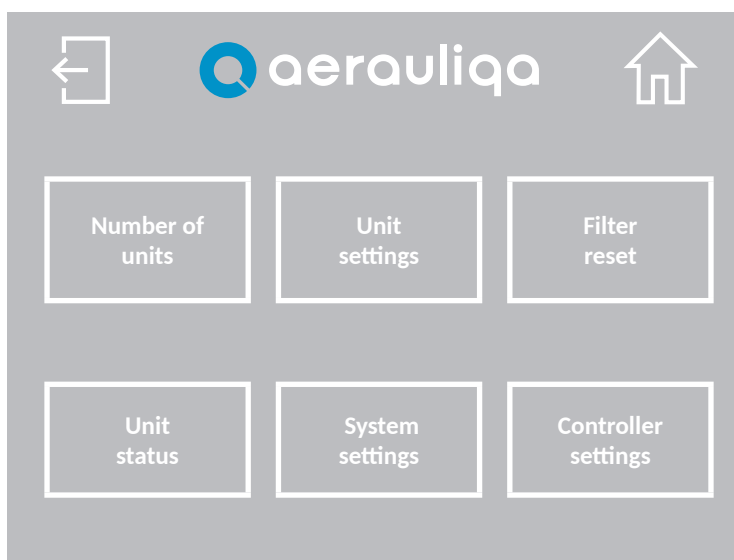 aerauliqa
Number of
units
Unit
settings
Filter
reset
Unit
status
System
settings
Controller
settings